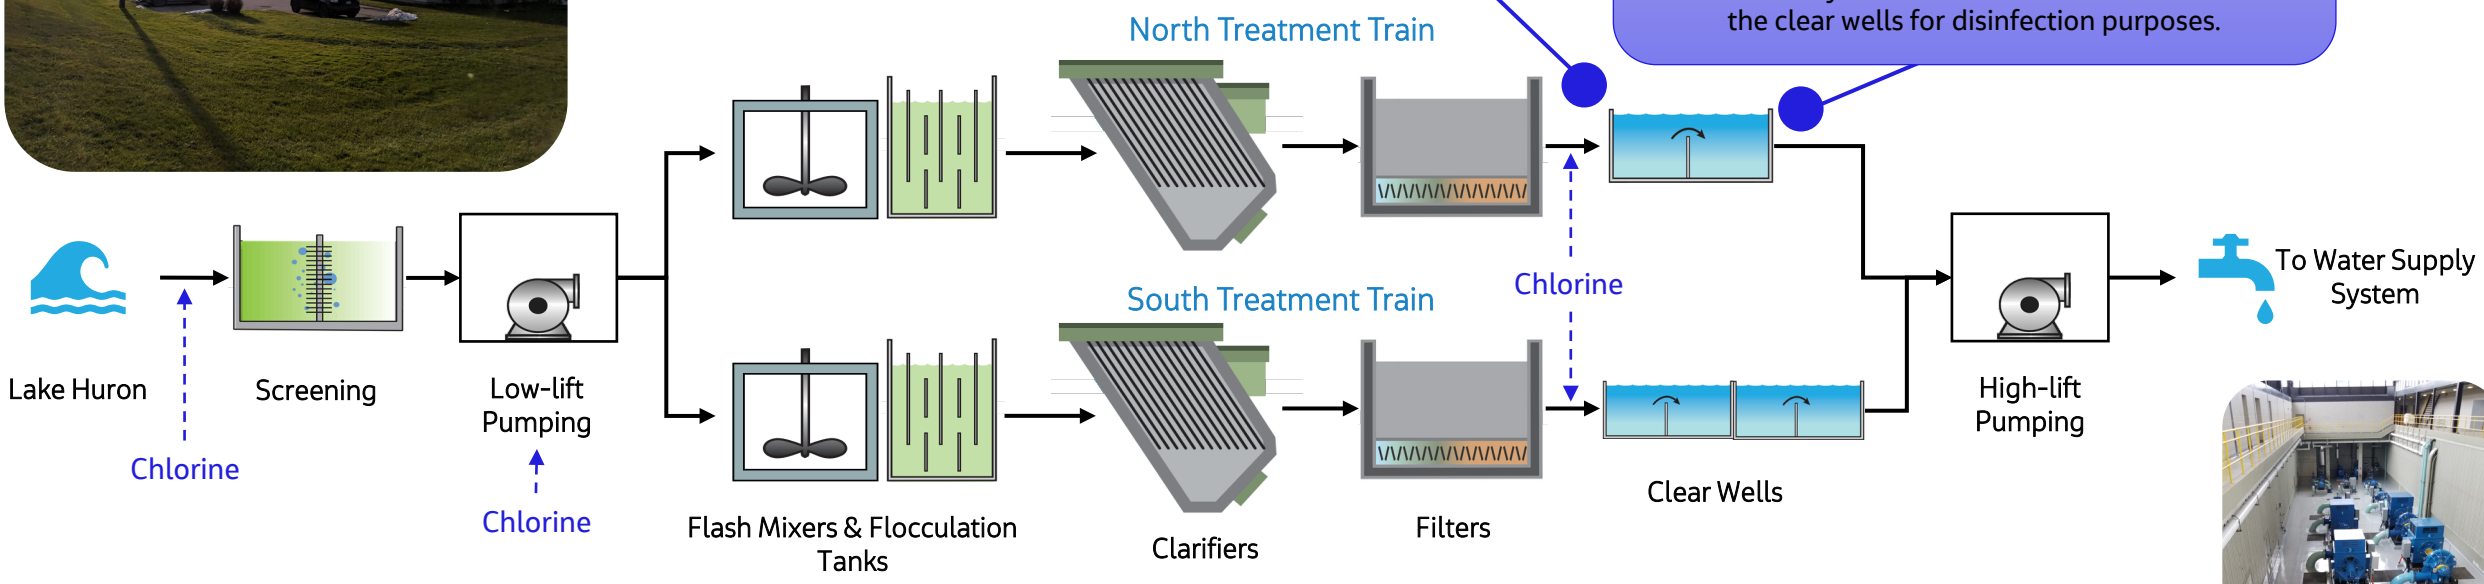 the clear wells for disinfection purposes.
North Treatment Train
South Treatment Train
Chlorine
To Water Supply
System
Lake Huron
Screening
Low-lift
Pumping
High-lift
Pumping
Chlorine
Chlorine
Clear Wells
Flash Mixers & Flocculation
Tanks
Clarifiers
Filters